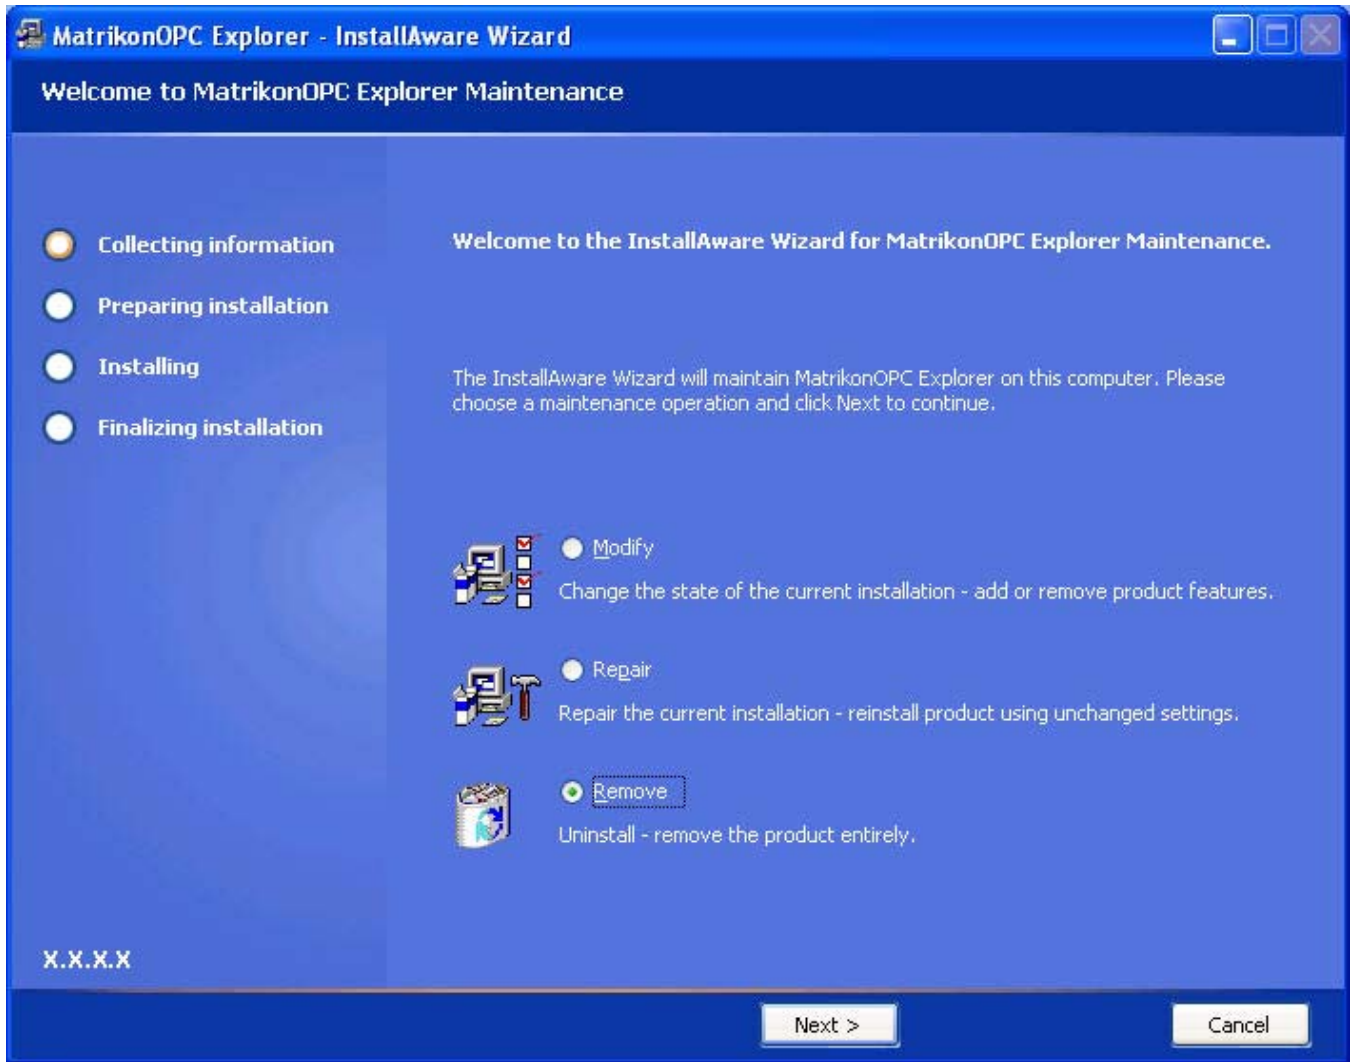 MatrikonOPC Explorer - InstallAware Wizard
Welcome to MatrikonOPC Explorer Maintenance
Collecting information
Preparing installation
Installing
Finalizing installation
Welcome to the InstallAware Wizard for MatrikonOPC Explorer Maintenance.
The InstallAware Wizard will maintain MatrikonOPC Explorer on this computer. Please
choose a maintenance operation and click Next to continue.
Modify
Change the state of the current installation - add or remove product features.
Repair
Repair the current installation - reinstall product using unchanged settings.
Remove
Uninstall - remove the product entirely.
X.X.X.X
Next >
Cancel